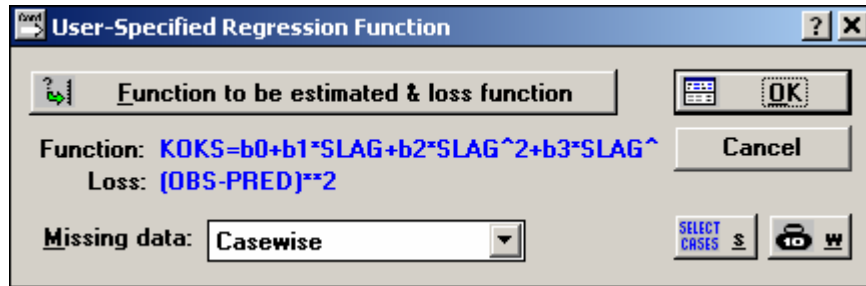 User-Specified Regression Function
Function to be estimated & loss function
OK
Function: KOKS=b0+b1*SLAG+b2*SLAG^2+b3*SLAG^
Cancel
Loss: (OBS-PRED)**2
Missing data: Casewise
SELECT CASES S
W